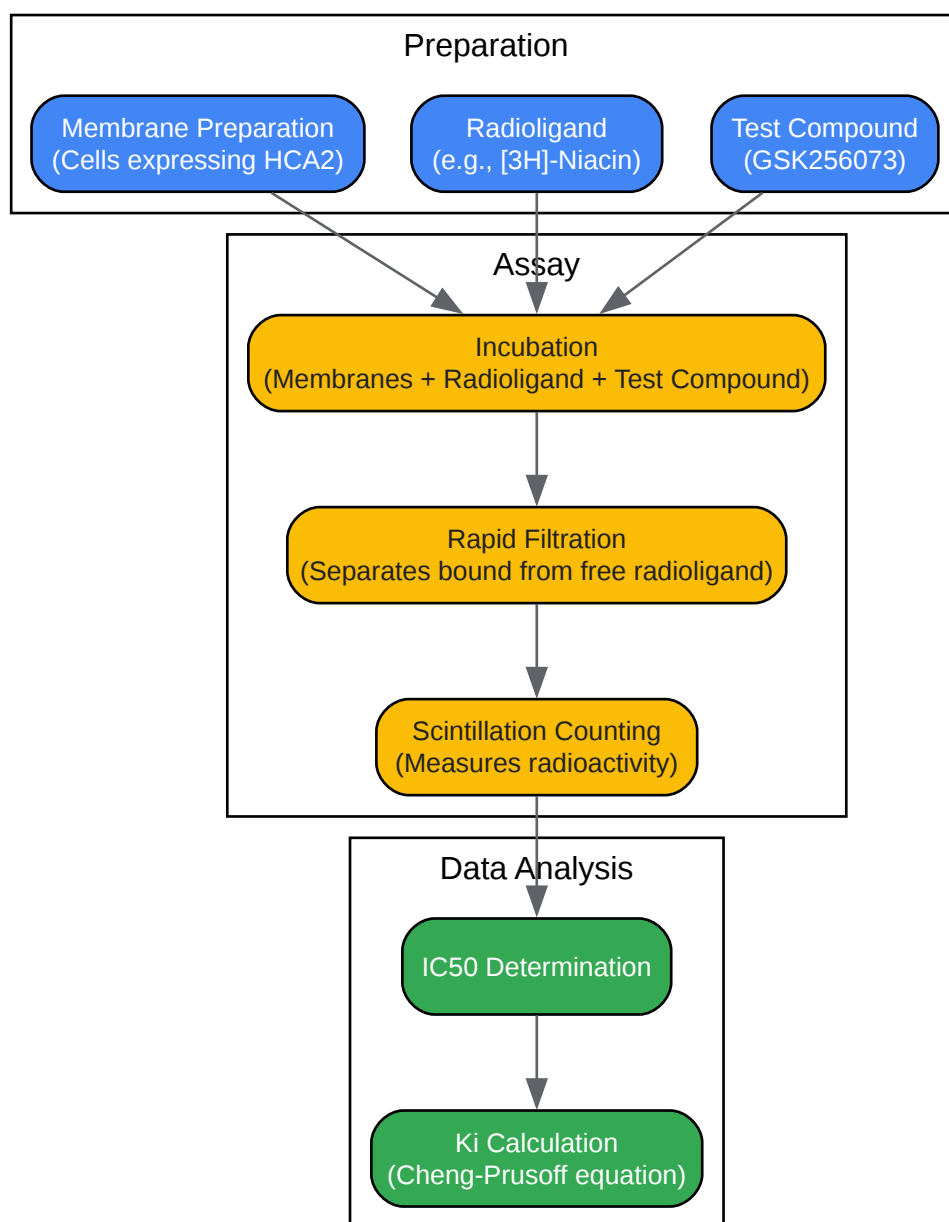 Preparation
Membrane Preparation
(Cells expressing HCA2)
Radioligand
(e.g., [3H]-Niacin)
Test Compound
(GSK256073)
Assay
Incubation
(Membranes + Radioligand + Test Compound)
Rapid Filtration
(Separates bound from free radioligand)
Scintillation Counting
(Measures radioactivity)
Data Analysis
IC50 Determination
Ki Calculation
(Cheng-Prusoff equation)